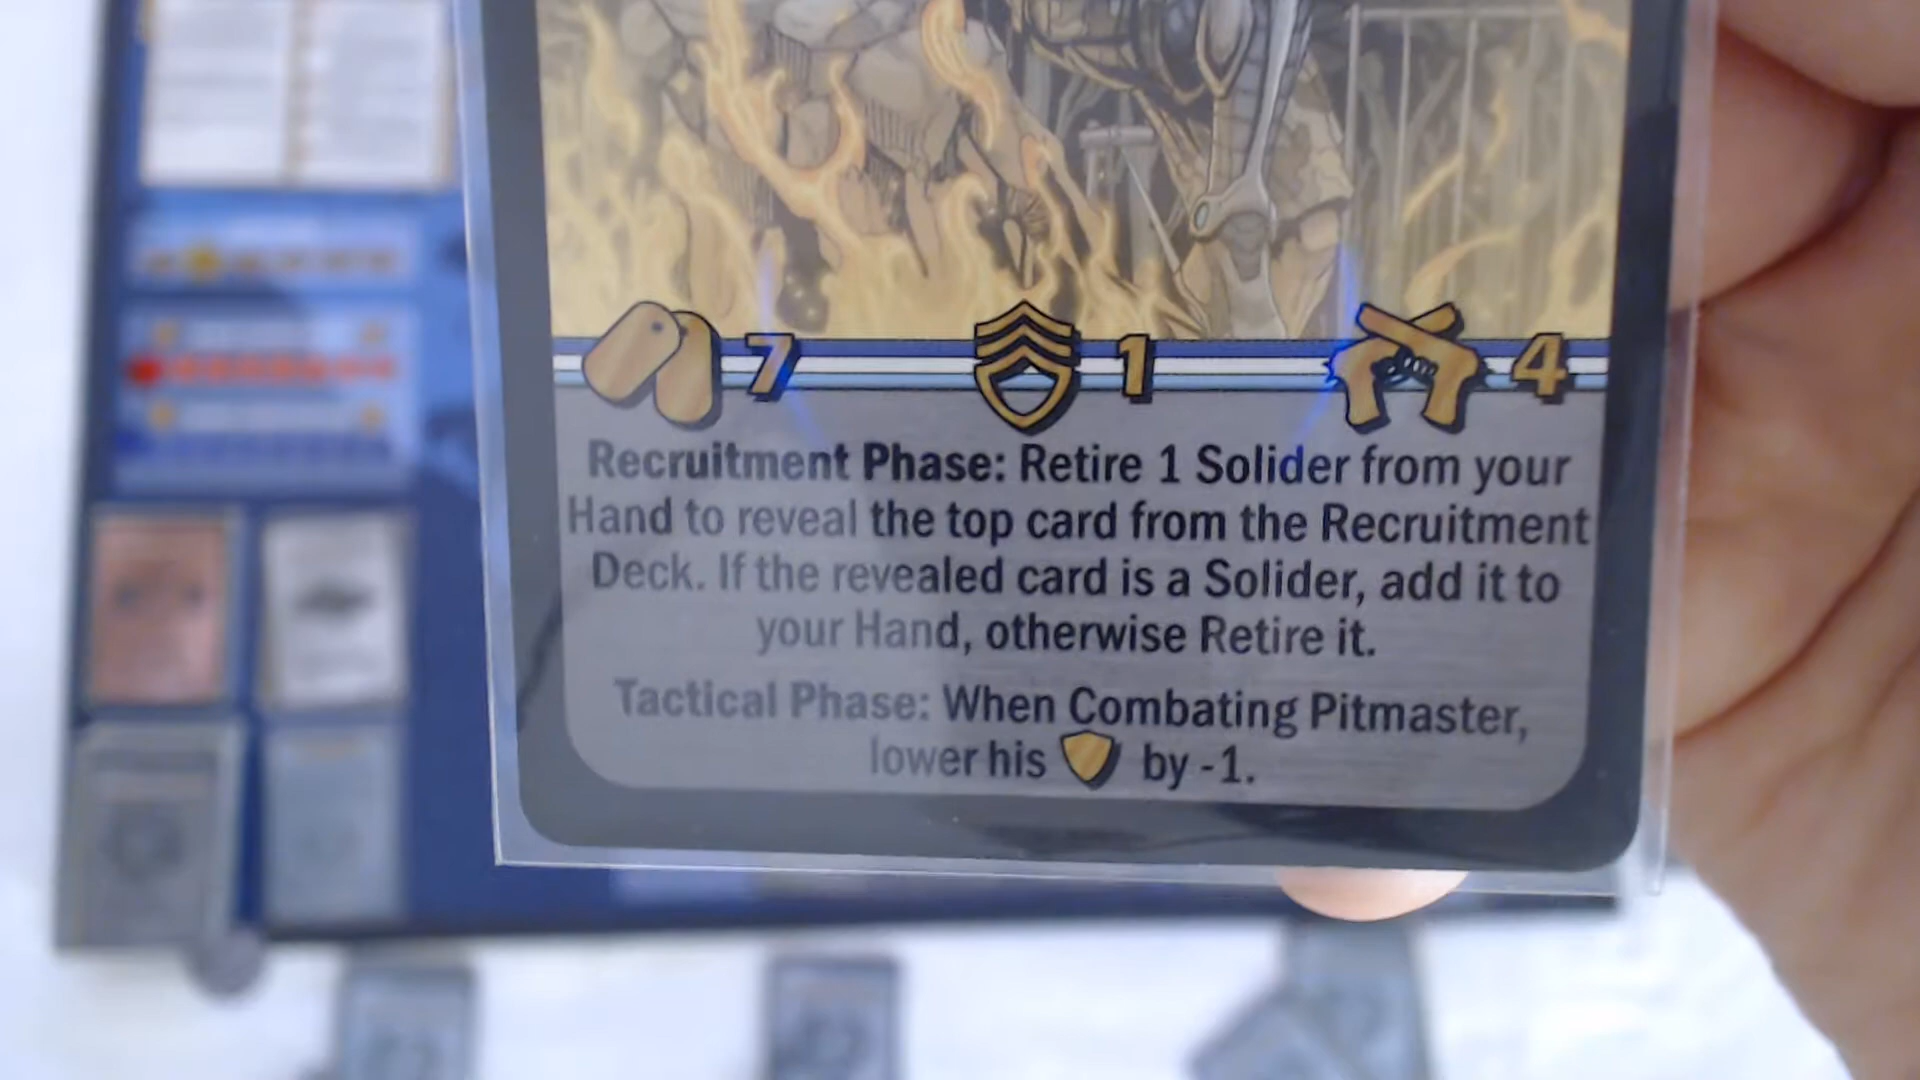 7 1 4
Recruitment Phase: Retire 1 Solider from your
Hand to reveal the top card from the Recruitment
Deck. If the revealed card is a Solider, add it to
your Hand, otherwise Retire it.
Tactical Phase: When Combating Pitmaster,
lower his by -1.